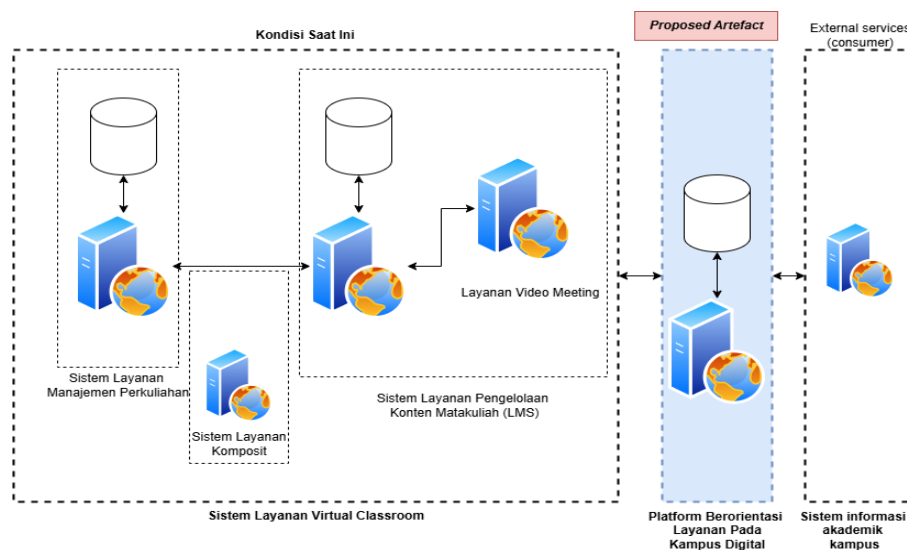 Kondisi Saat Ini
Proposed Artefact
External services
(consumer)
Layanan Video Meeting
Sistem Layanan
Manajemen Perkuliahan
Sistem Layanan Pengelolaan
Konten Matakuliah (LMS)
Sistem Layanan
Komposit
Sistem Layanan Virtual Classroom
Platform Berorientasi
Layanan Pada
Kampus Digital
Sistem informasi
akademik
kampus